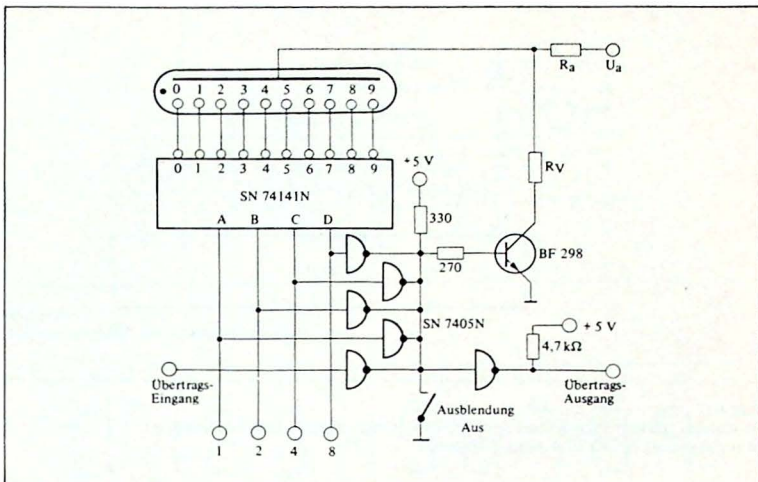 Ra Ua
0 1 2 3 4 5 6 7 8 9
0 1 2 3 4 5 6 7 8 9
SN 74141N
A B C D
+5 V
330
RV
270
BF 298
SN 7405N
+5 V
4,7 kΩ
Übertrags-
Eingang
Ausblendung
Aus
Übertrags-
Ausgang
1 2 4 8